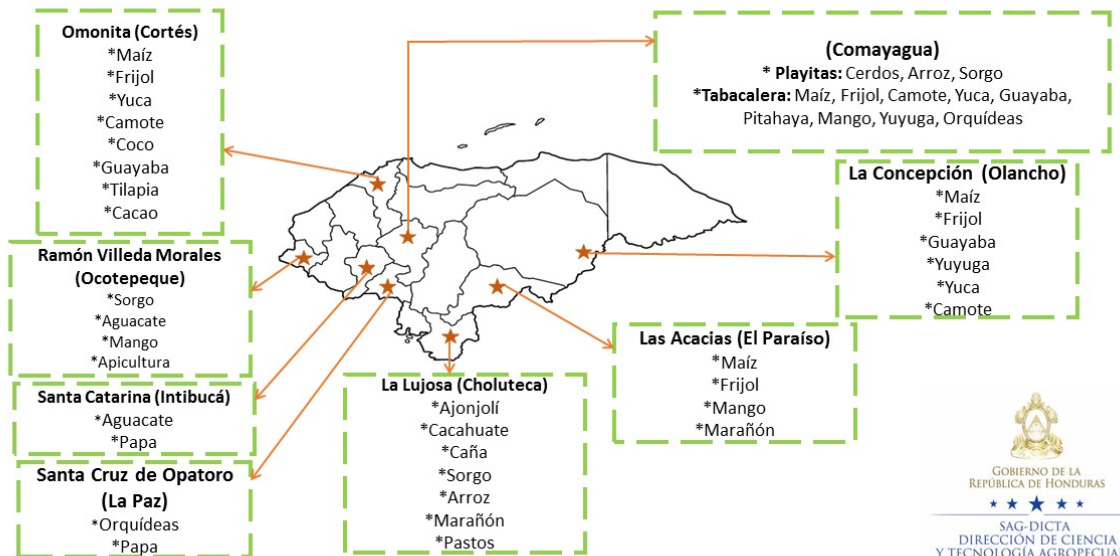 Omonita (Cortés)
*Maíz
*Frijol
*Yuca
*Camote
*Coco
*Guayaba
*Tilapia
*Cacao
(Comayagua)
* Playitas: Cerdos, Arroz, Sorgo
*Tabacalera: Maíz, Frijol, Camote, Yuca, Guayaba,
Pitahaya, Mango, Yuyuga, Orquídeas
La Concepción (Olancho)
*Maíz
*Frijol
*Guayaba
*Yuyuga
*Yuca
*Camote
Ramón Villeda Morales
(Ocotepeque)
*Sorgo
*Aguacate
*Mango
*Apicultura
Las Acacias (El Paraíso)
*Maíz
*Frijol
*Mango
*Marañón
Santa Catarina (Intibucá)
*Aguacate
*Papa
La Lujosa (Choluteca)
*Ajonjolí
*Cacahuate
*Caña
*Sorgo
*Arroz
*Marañón
*Pastos
Santa Cruz de Opatoro
(La Paz)
*Orquídeas
*Papa
GOBIERNO DE LA
REPÚBLICA DE HONDURAS
SAG-DICTA
DIRECCIÓN DE CIENCIA
Y TECNOLOGÍA AGROPECUA